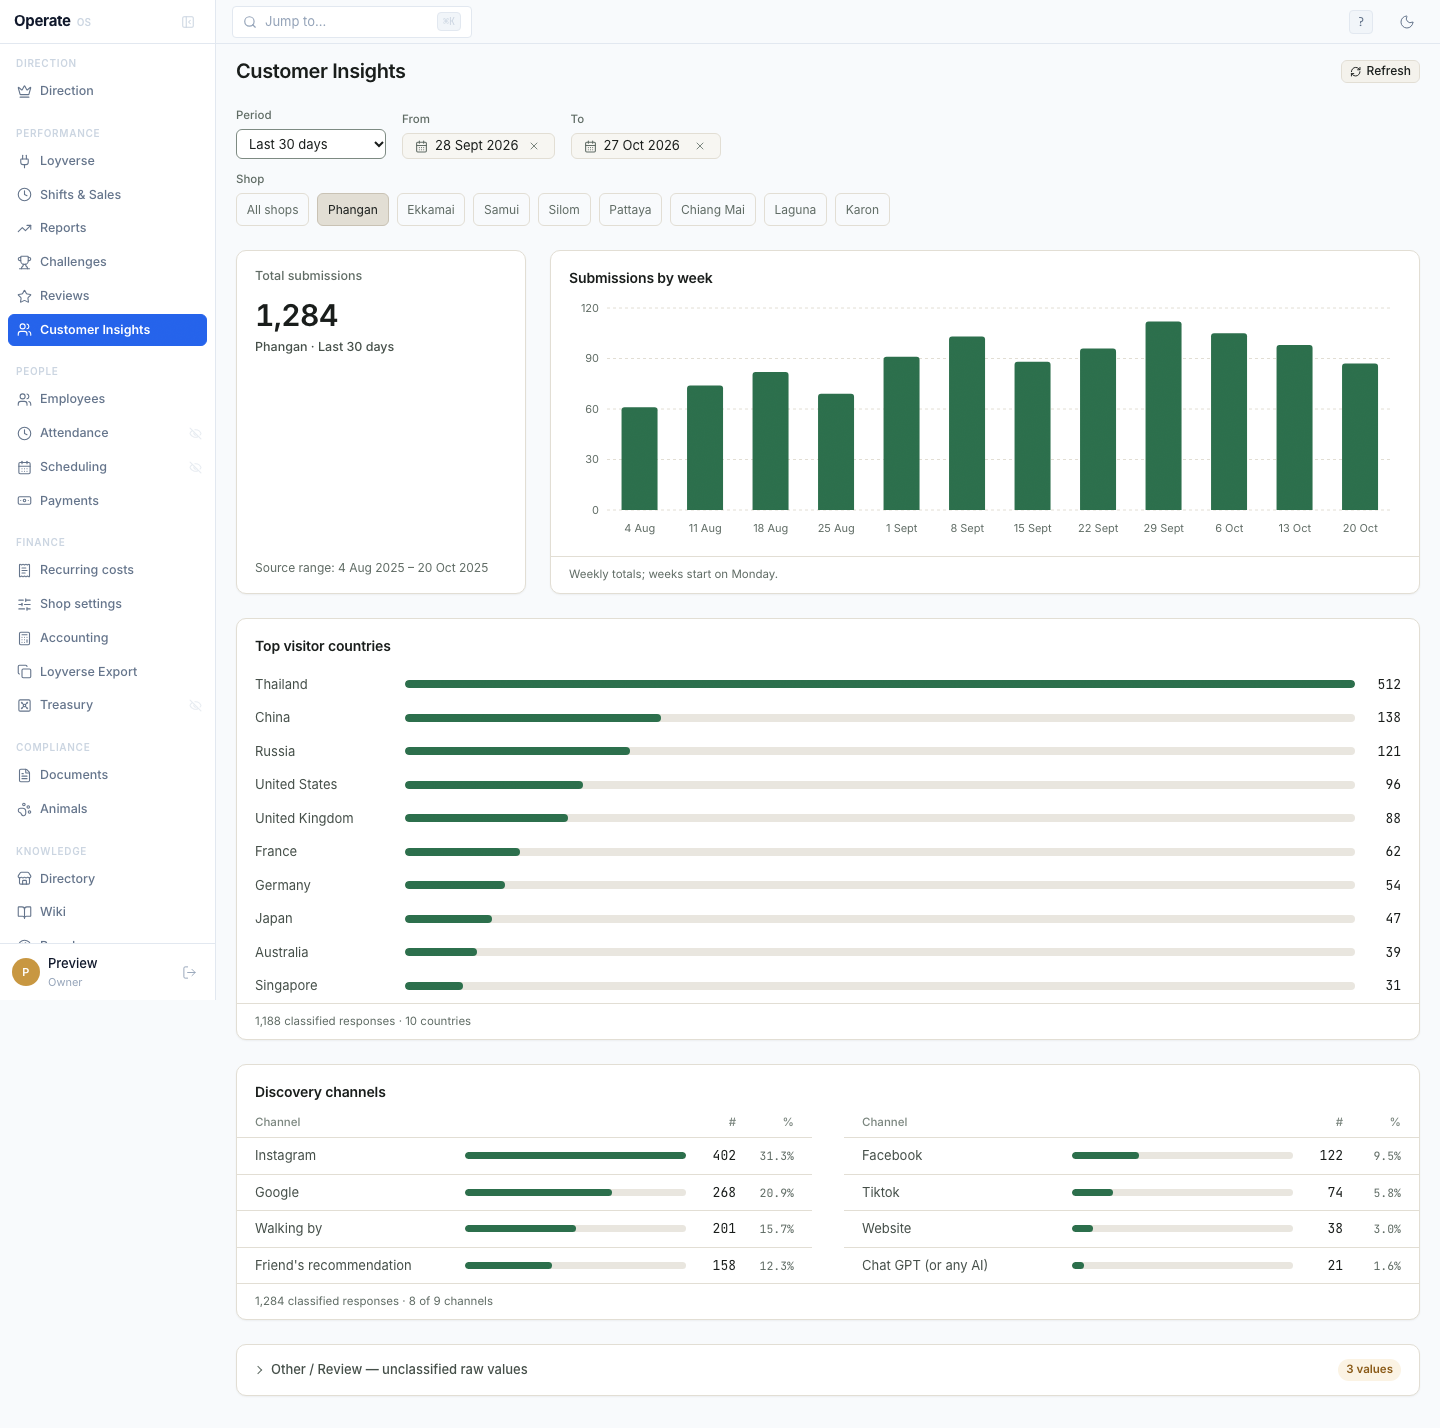 Operate OS
Jump to...
⌘K
?
DIRECTION
Direction
PERFORMANCE
Loyverse
Shifts & Sales
Reports
Challenges
Reviews
Customer Insights
PEOPLE
Employees
Attendance
Scheduling
Payments
FINANCE
Recurring costs
Shop settings
Accounting
Loyverse Export
Treasury
COMPLIANCE
Documents
Animals
KNOWLEDGE
Directory
Wiki
P
Preview
Owner
Customer Insights
Refresh
Period
From
To
Last 30 days
28 Sept 2026
27 Oct 2026
Shop
All shops
Phangan
Ekkamai
Samui
Silom
Pattaya
Chiang Mai
Laguna
Karon
Total submissions
1,284
Phangan · Last 30 days
Source range: 4 Aug 2025 – 20 Oct 2025
Submissions by week
120
90
60
30
0
4 Aug
11 Aug
18 Aug
25 Aug
1 Sept
8 Sept
15 Sept
22 Sept
29 Sept
6 Oct
13 Oct
20 Oct
Weekly totals; weeks start on Monday.
Top visitor countries
Thailand 512
China 138
Russia 121
United States 96
United Kingdom 88
France 62
Germany 54
Japan 47
Australia 39
Singapore 31
1,188 classified responses · 10 countries
Discovery channels
Channel # %
Instagram 402 31.3%
Google 268 20.9%
Walking by 201 15.7%
Friend's recommendation 158 12.3%
Channel # %
Facebook 122 9.5%
Tiktok 74 5.8%
Website 38 3.0%
Chat GPT (or any AI) 21 1.6%
1,284 classified responses · 8 of 9 channels
Other / Review — unclassified raw values
3 values